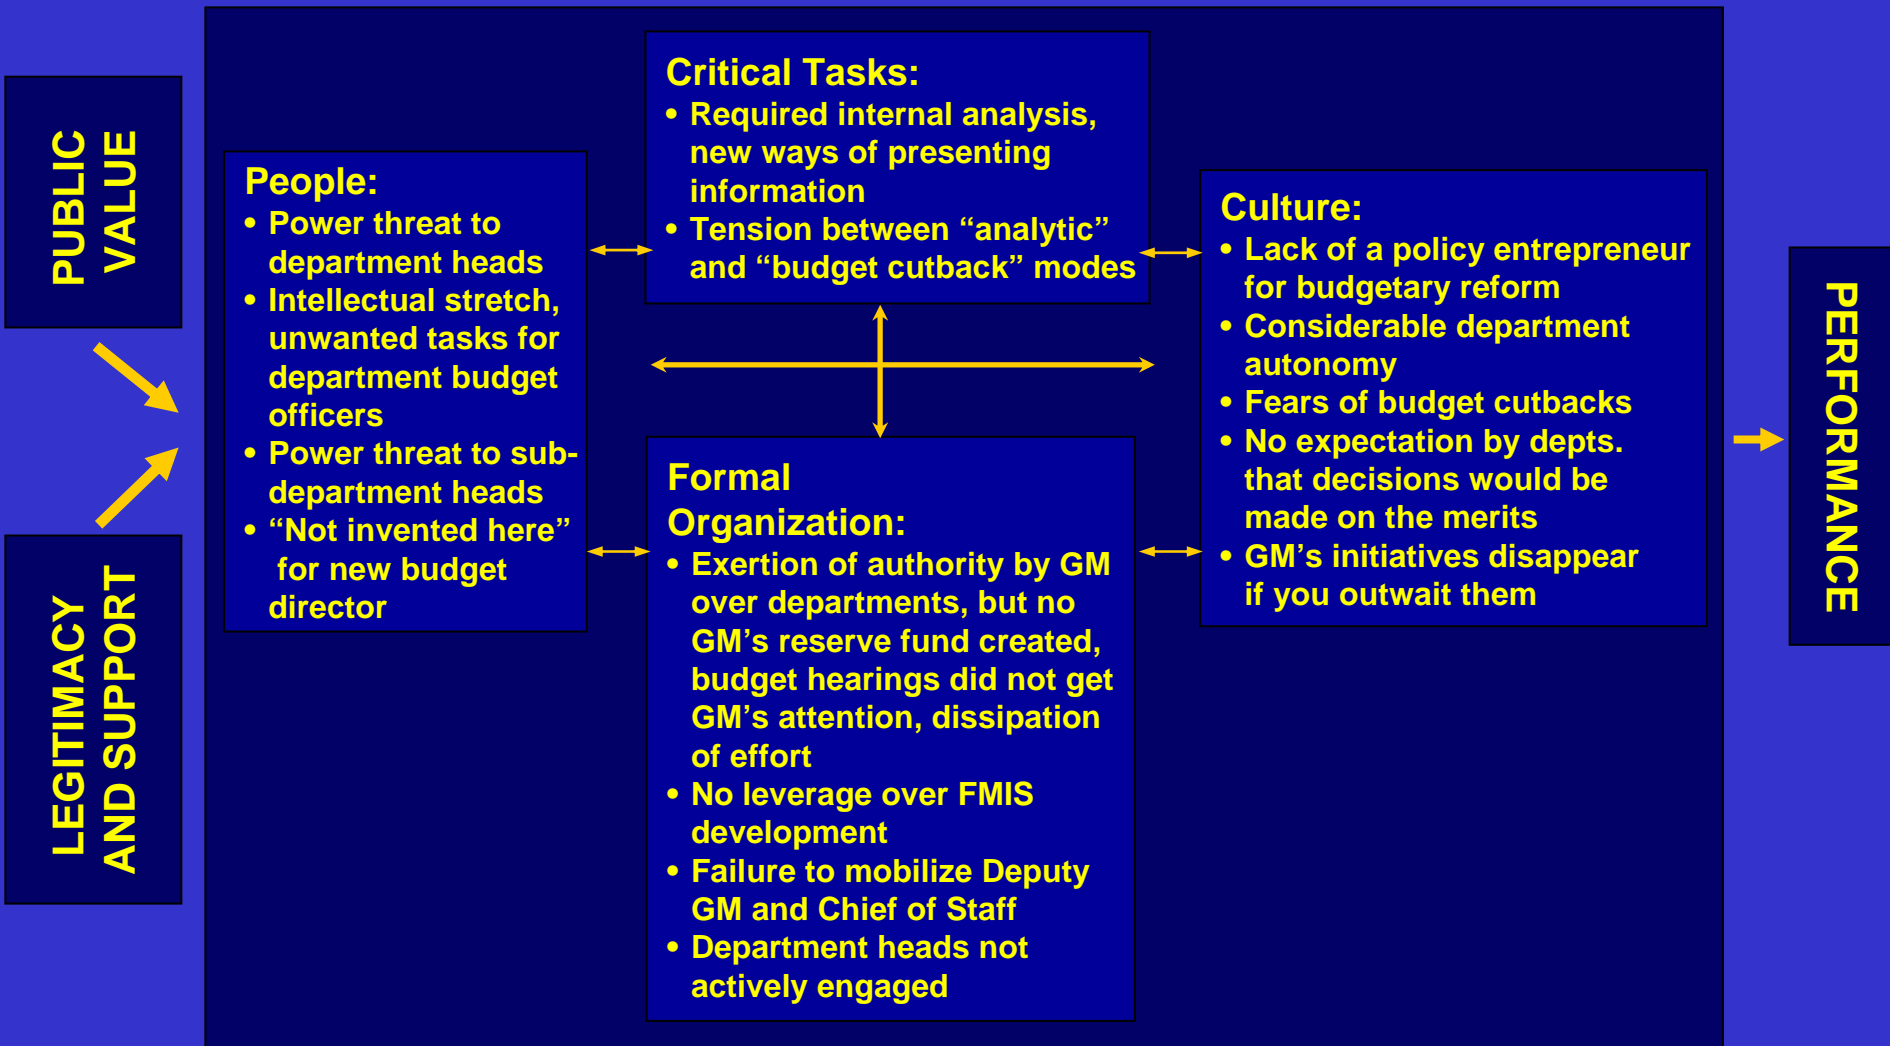 PUBLIC
VALUE
LEGITIMACY
AND SUPPORT
People:
• Power threat to
department heads
• Intellectual stretch,
unwanted tasks for
department budget
officers
• Power threat to sub-
department heads
• “Not invented here”
for new budget
director
Critical Tasks:
• Required internal analysis,
new ways of presenting
information
• Tension between “analytic”
and “budget cutback” modes
Formal
Organization:
• Exertion of authority by GM
over departments, but no
GM’s reserve fund created,
budget hearings did not get
GM’s attention, dissipation
of effort
• No leverage over FMIS
development
• Failure to mobilize Deputy
GM and Chief of Staff
• Department heads not
actively engaged
Culture:
• Lack of a policy entrepreneur
for budgetary reform
• Considerable department
autonomy
• Fears of budget cutbacks
• No expectation by depts.
that decisions would be
made on the merits
• GM’s initiatives disappear
if you outwait them
PERFORMANCE